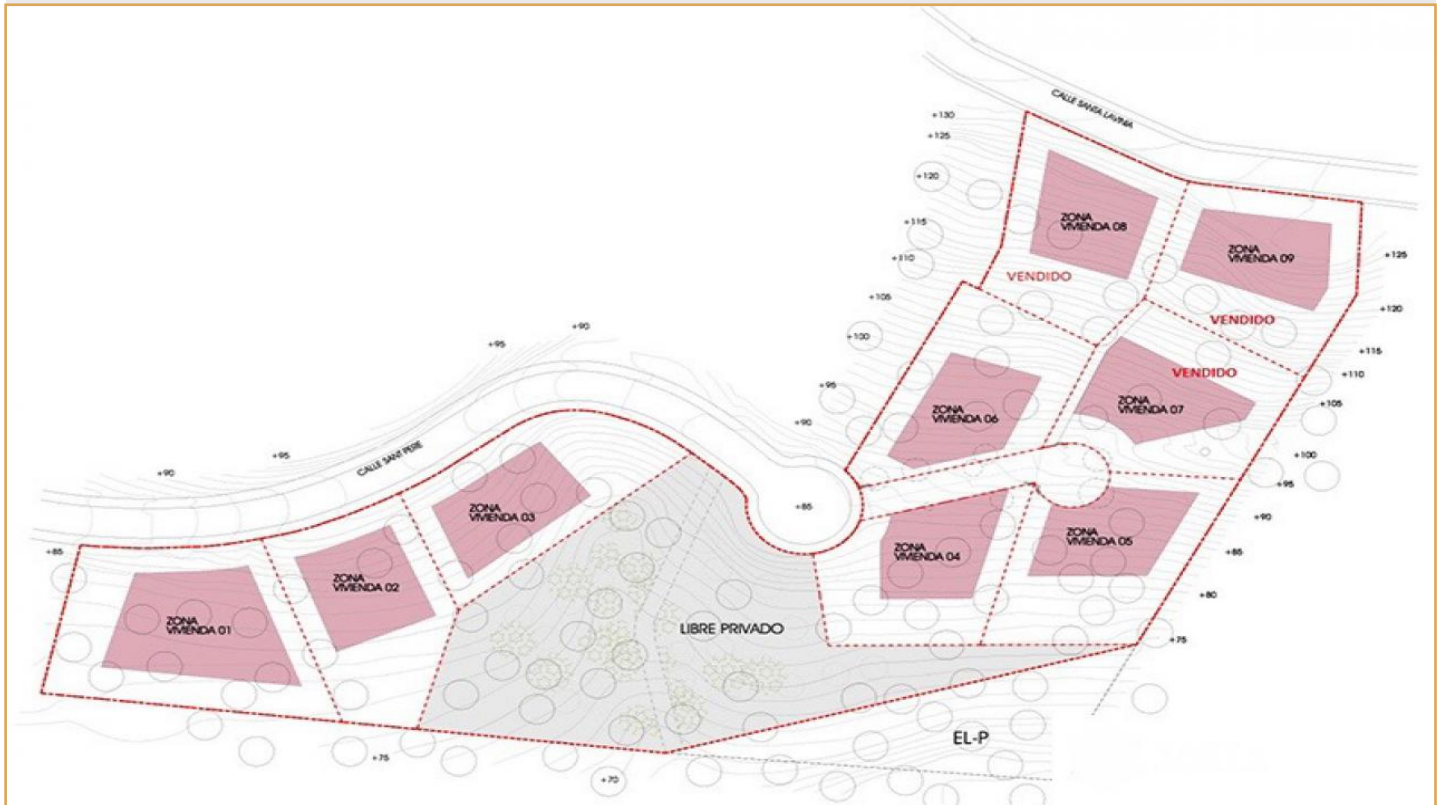 CALLE SANTA LAVINIA
+130
+125
+120
+115
+110
+105
+100
+95
+90
ZONA
VIVIENDA 08
ZONA
VIVIENDA 09
VENDIDO
VENDIDO
VENDIDO
+125
+120
+115
+110
+105
+100
+95
+90
+85
+80
+75
ZONA
VIVIENDA 06
ZONA
VIVIENDA 07
+90
+95
+90
+95
+90
CALLE SANT PERE
+85
+85
ZONA
VIVIENDA 03
ZONA
VIVIENDA 04
ZONA
VIVIENDA 05
ZONA
VIVIENDA 02
ZONA
VIVIENDA 01
LIBRE PRIVADO
EL-P
+75
+70